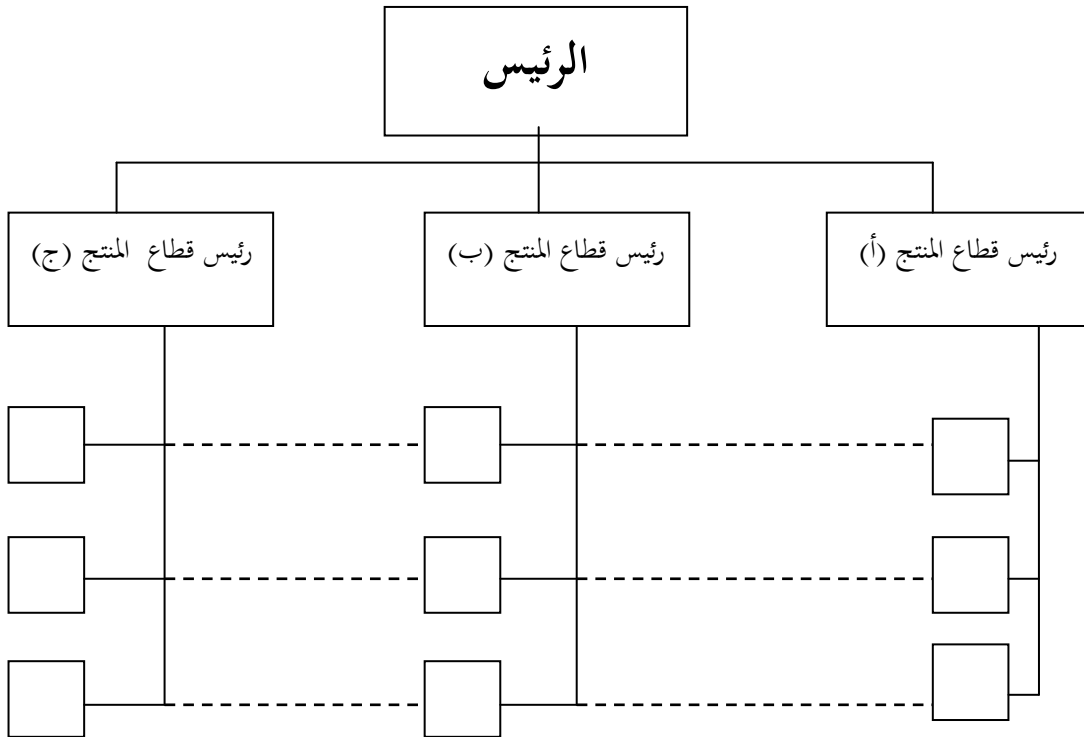 الرئيس
رئيس قطاع المنتج (أ)
رئيس قطاع المنتج (ب)
رئيس قطاع المنتج (ج)